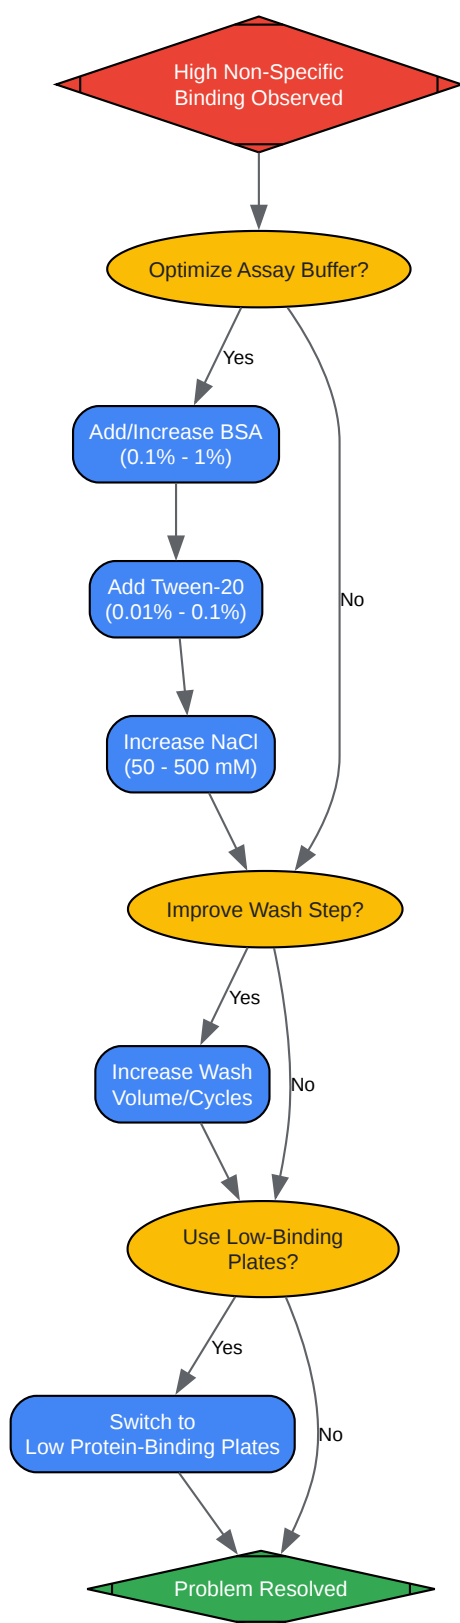 High Non-Specific
Binding Observed
Optimize Assay Buffer?
Yes
Add/Increase BSA
(0.1% - 1%)
Add Tween-20
(0.01% - 0.1%)
No
Increase NaCl
(50 - 500 mM)
Improve Wash Step?
Yes
Increase Wash
Volume/Cycles
No
Use Low-Binding
Plates?
Yes
Switch to
Low Protein-Binding Plates
No
Problem Resolved